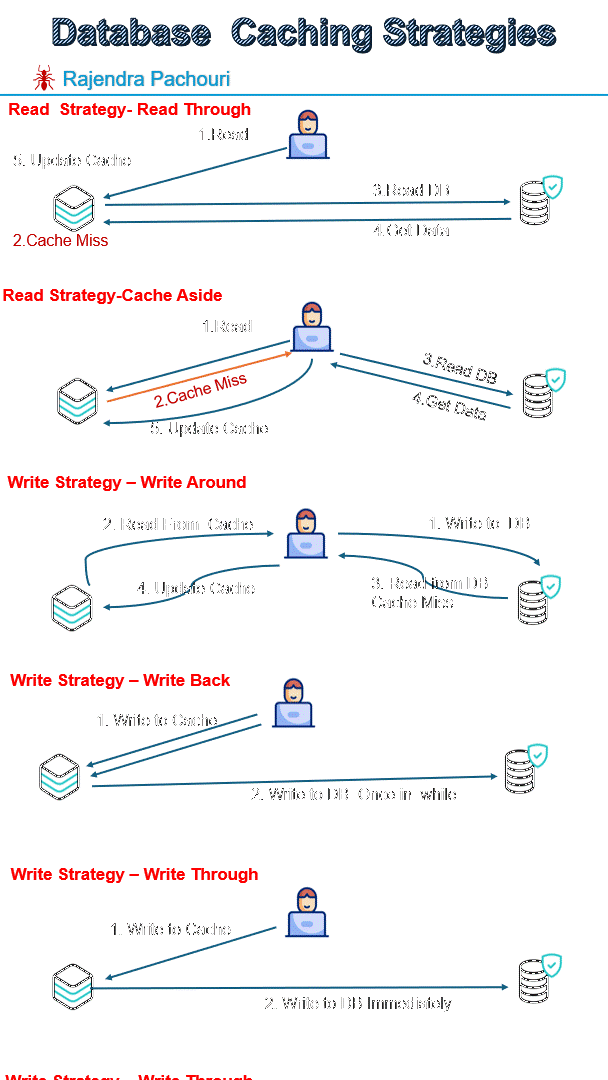 Database Caching Strategies
Rajendra Pachouri
Read Strategy- Read Through
1.Read
5. Update Cache
3.Read DB
4.Get Data
2.Cache Miss
Read Strategy-Cache Aside
1.Read
3.Read DB
2.Cache Miss
4.Get Data
5. Update Cache
Write Strategy – Write Around
2. Read From Cache
1. Write to DB
4. Update Cache
3. Read from DB
Cache Miss
Write Strategy – Write Back
1. Write to Cache
2. Write to DB Once in while
Write Strategy – Write Through
1. Write to Cache
2. Write to DB Immediately
Write Strategy – Write Through